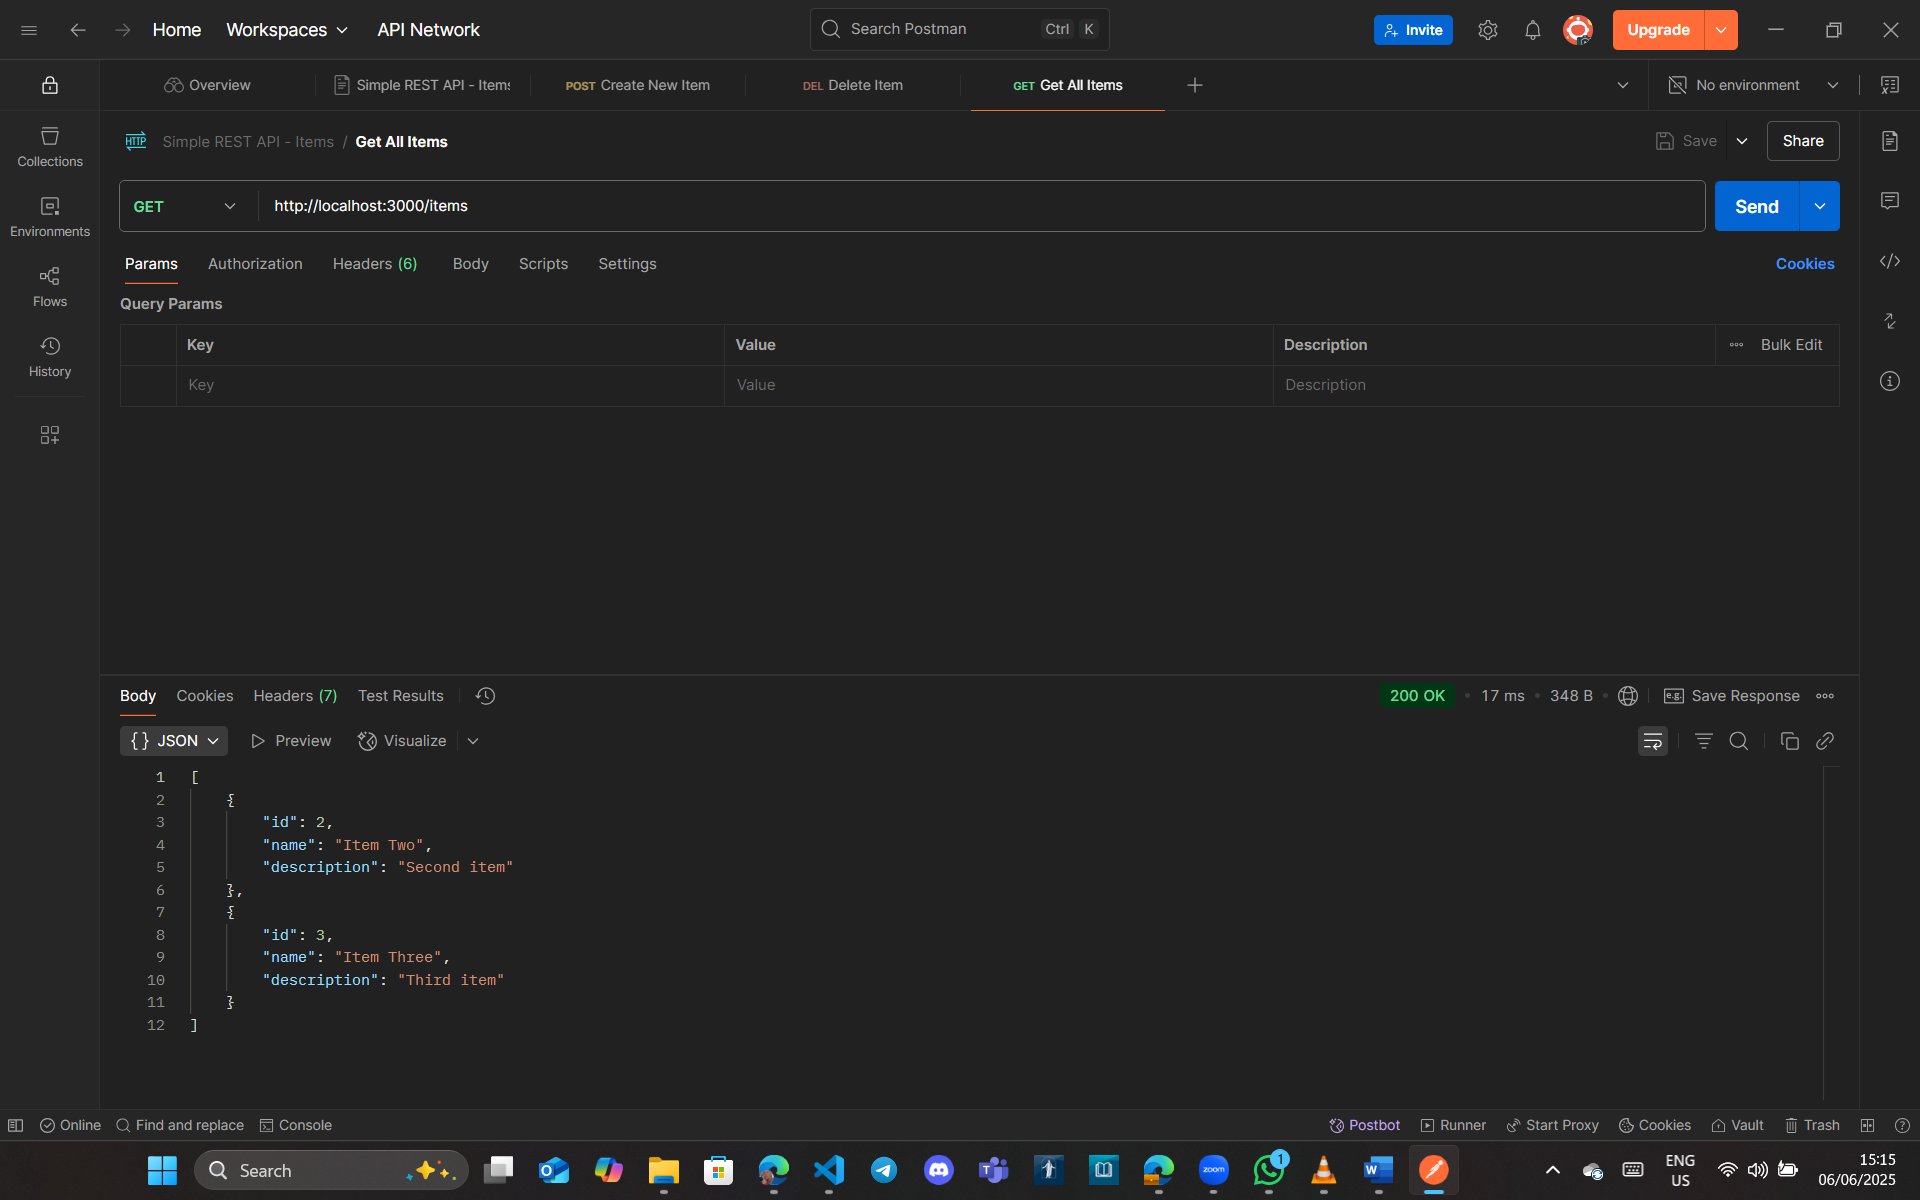 Home Workspaces API Network Search Postman Ctrl K Invite Upgrade
Overview Simple REST API - Items POST Create New Item DEL Delete Item GET Get All Items No environment
HTTP Simple REST API - Items / Get All Items Save Share
Collections
Environments
Flows
History
GET http://localhost:3000/items Send
Params Authorization Headers (6) Body Scripts Settings Cookies
Query Params
Key Value Description Bulk Edit
Key Value Description
Body Cookies Headers (7) Test Results 200 OK • 17 ms • 348 B • e.g. Save Response
{} JSON Preview Visualize
1 [
2 {
3 "id": 2,
4 "name": "Item Two",
5 "description": "Second item"
6 },
7 {
8 "id": 3,
9 "name": "Item Three",
10 "description": "Third item"
11 }
12 ]
Online Find and replace Console Postbot Runner Start Proxy Cookies Vault Trash
Search zoom 1 ENG 15:15
US 06/06/2025